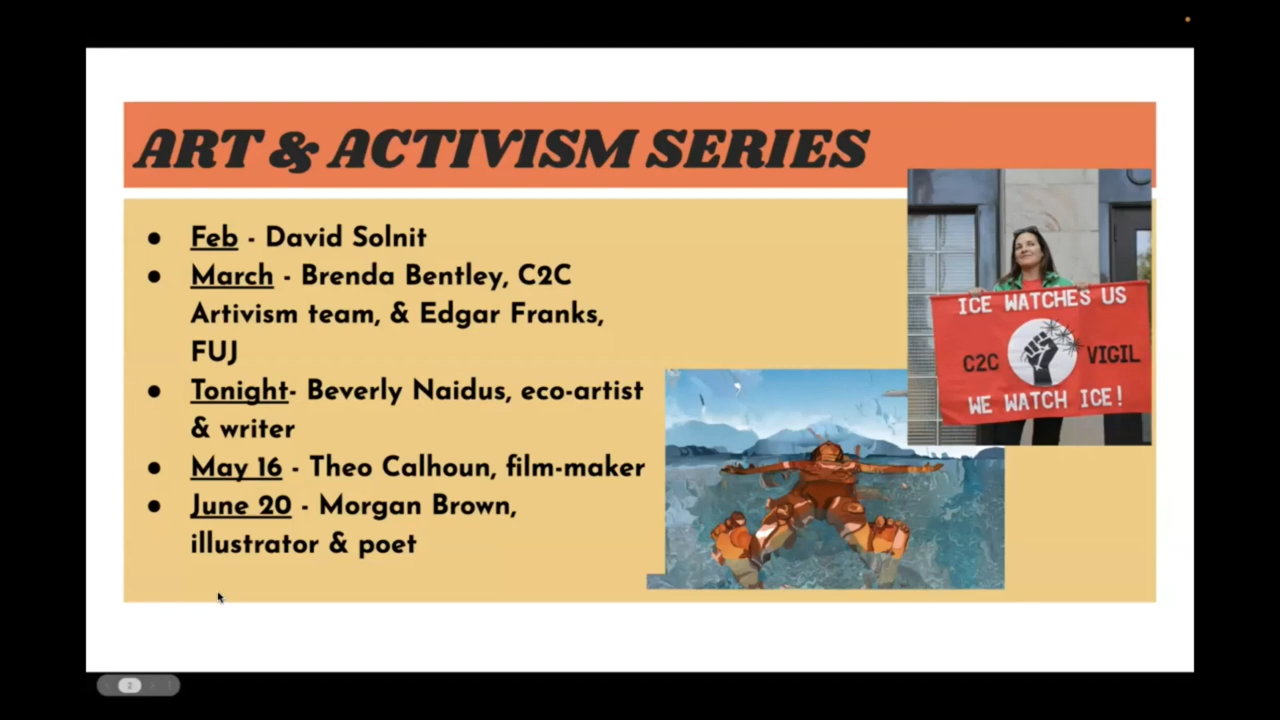 ART & ACTIVISM SERIES
● Feb - David Solnit
● March - Brenda Bentley, C2C
Artivism team, & Edgar Franks,
FUJ
● Tonight- Beverly Naidus, eco-artist
& writer
● May 16 - Theo Calhoun, film-maker
● June 20 - Morgan Brown,
illustrator & poet
ICE WATCHES US
C2C VIGIL
WE WATCH ICE!
2